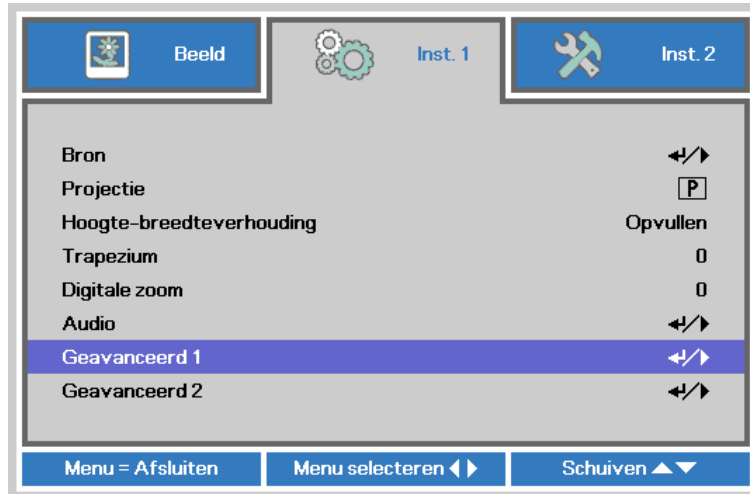 Beeld Inst. 1 Inst. 2
Bron
Projectie P
Hoogte-breedteverhouding Opvullen
Trapezium 0
Digitale zoom 0
Audio
Geavanceerd 1
Geavanceerd 2
Menu = Afsluiten Menu selecteren Schuiven